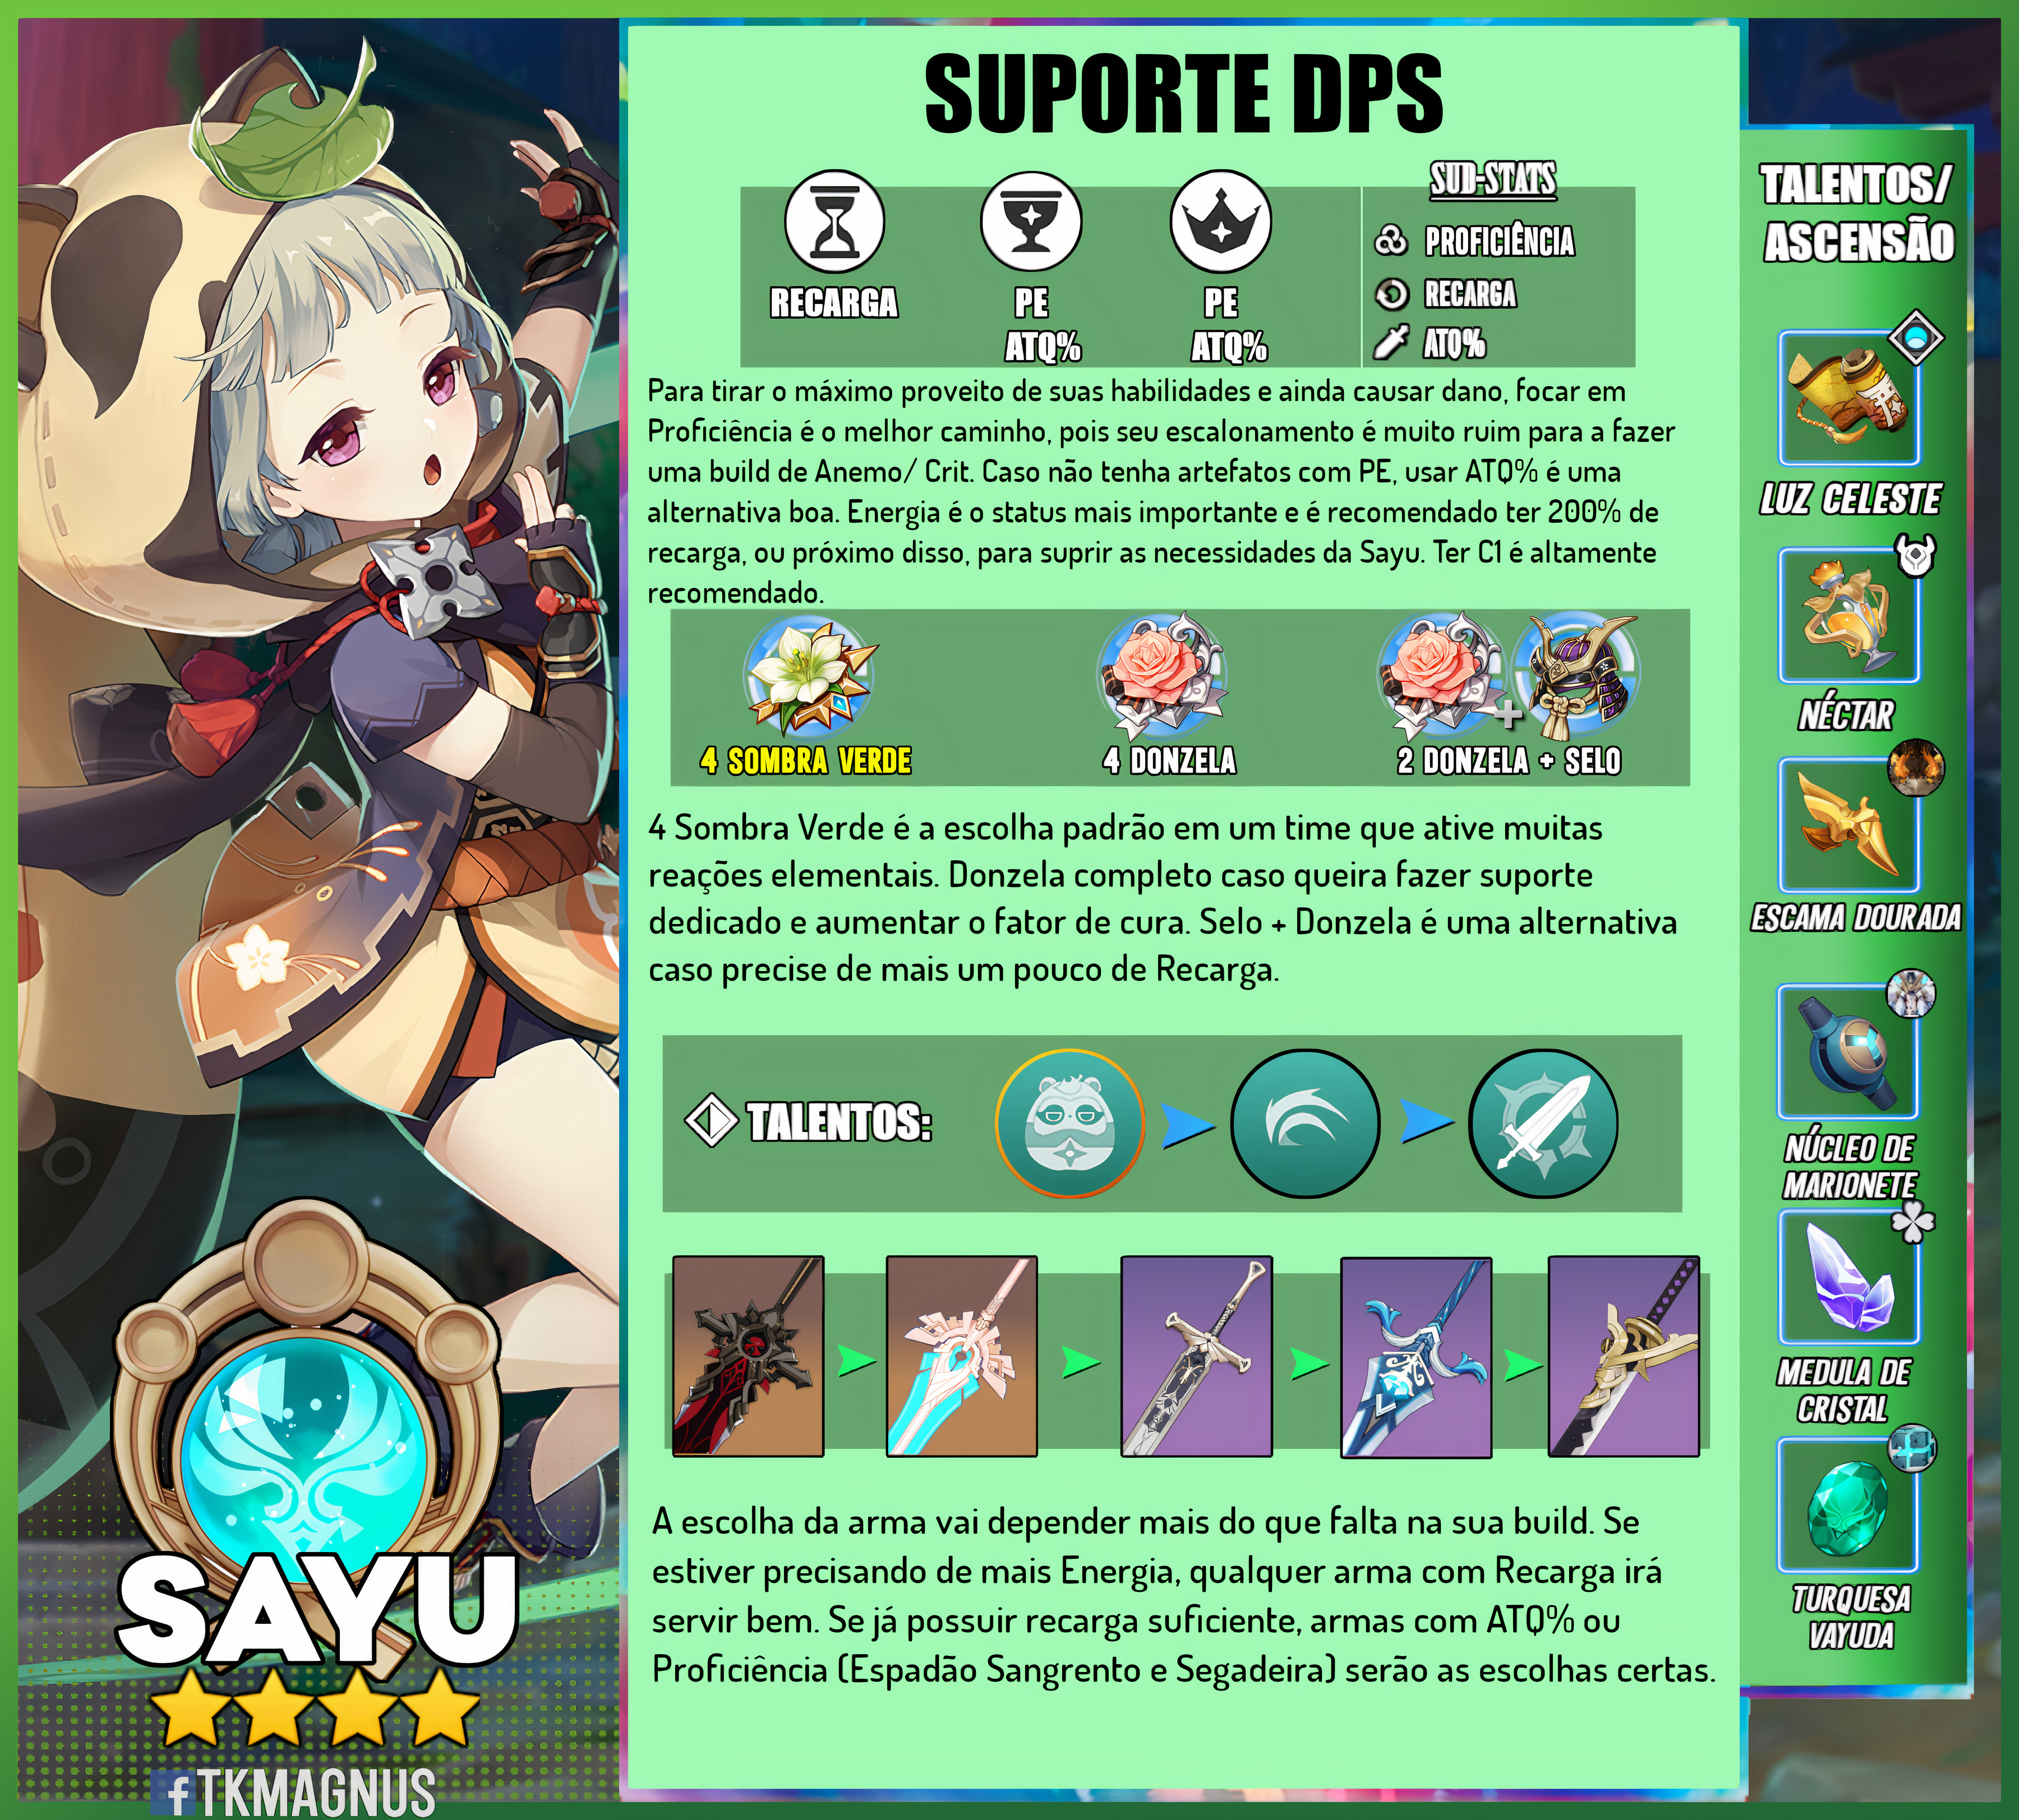 SUPORTE DPS
RECARGA
PE
ATQ%
PE
ATQ%
SUB-STATS
PROFICIÊNCIA
RECARGA
ATQ%
Para tirar o máximo proveito de suas habilidades e ainda causar dano, focar em
Proficiência é o melhor caminho, pois seu escalonamento é muito ruim para a fazer
uma build de Anemo/ Crit. Caso não tenha artefatos com PE, usar ATQ% é uma
alternativa boa. Energia é o status mais importante e é recomendado ter 200% de
recarga, ou próximo disso, para suprir as necessidades da Sayu. Ter C1 é altamente
recomendado.
+
4 SOMBRA VERDE
4 DONZELA
2 DONZELA + SELO
4 Sombra Verde é a escolha padrão em um time que ative muitas
reações elementais. Donzela completo caso queira fazer suporte
dedicado e aumentar o fator de cura. Selo + Donzela é uma alternativa
caso precise de mais um pouco de Recarga.
TALENTOS:
A escolha da arma vai depender mais do que falta na sua build. Se
estiver precisando de mais Energia, qualquer arma com Recarga irá
servir bem. Se já possuir recarga suficiente, armas com ATQ% ou
Proficiência (Espadão Sangrento e Segadeira) serão as escolhas certas.
TALENTOS/
ASCENSÃO
LUZ CELESTE
NÉCTAR
ESCAMA DOURADA
NÚCLEO DE
MARIONETE
MEDULA DE
CRISTAL
TURQUESA
VAYUDA
SAYU
f TKMAGNUS